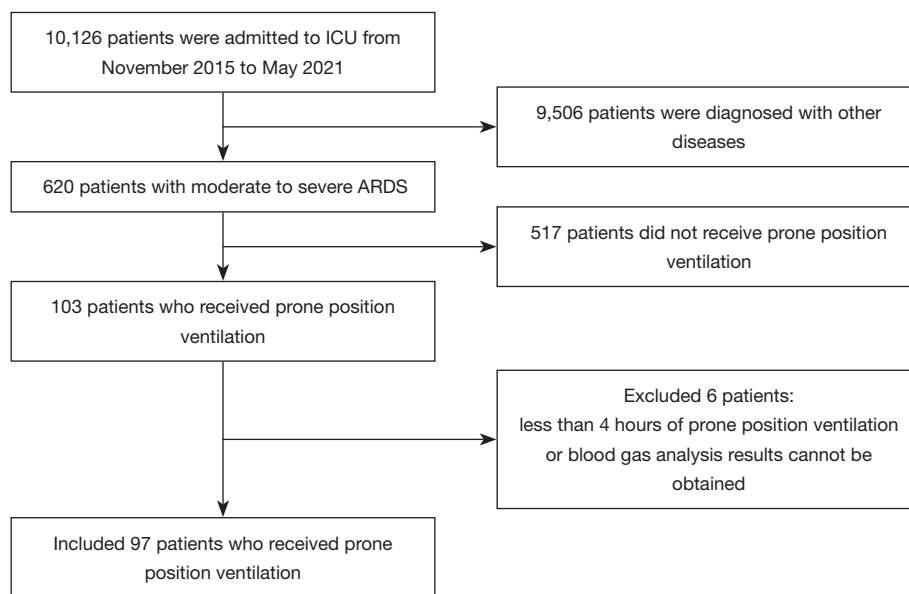 10,126 patients were admitted to ICU from
November 2015 to May 2021
9,506 patients were diagnosed with other
diseases
620 patients with moderate to severe ARDS
517 patients did not receive prone position
ventilation
103 patients who received prone position
ventilation
Excluded 6 patients:
less than 4 hours of prone position ventilation
or blood gas analysis results cannot be
obtained
Included 97 patients who received prone
position ventilation